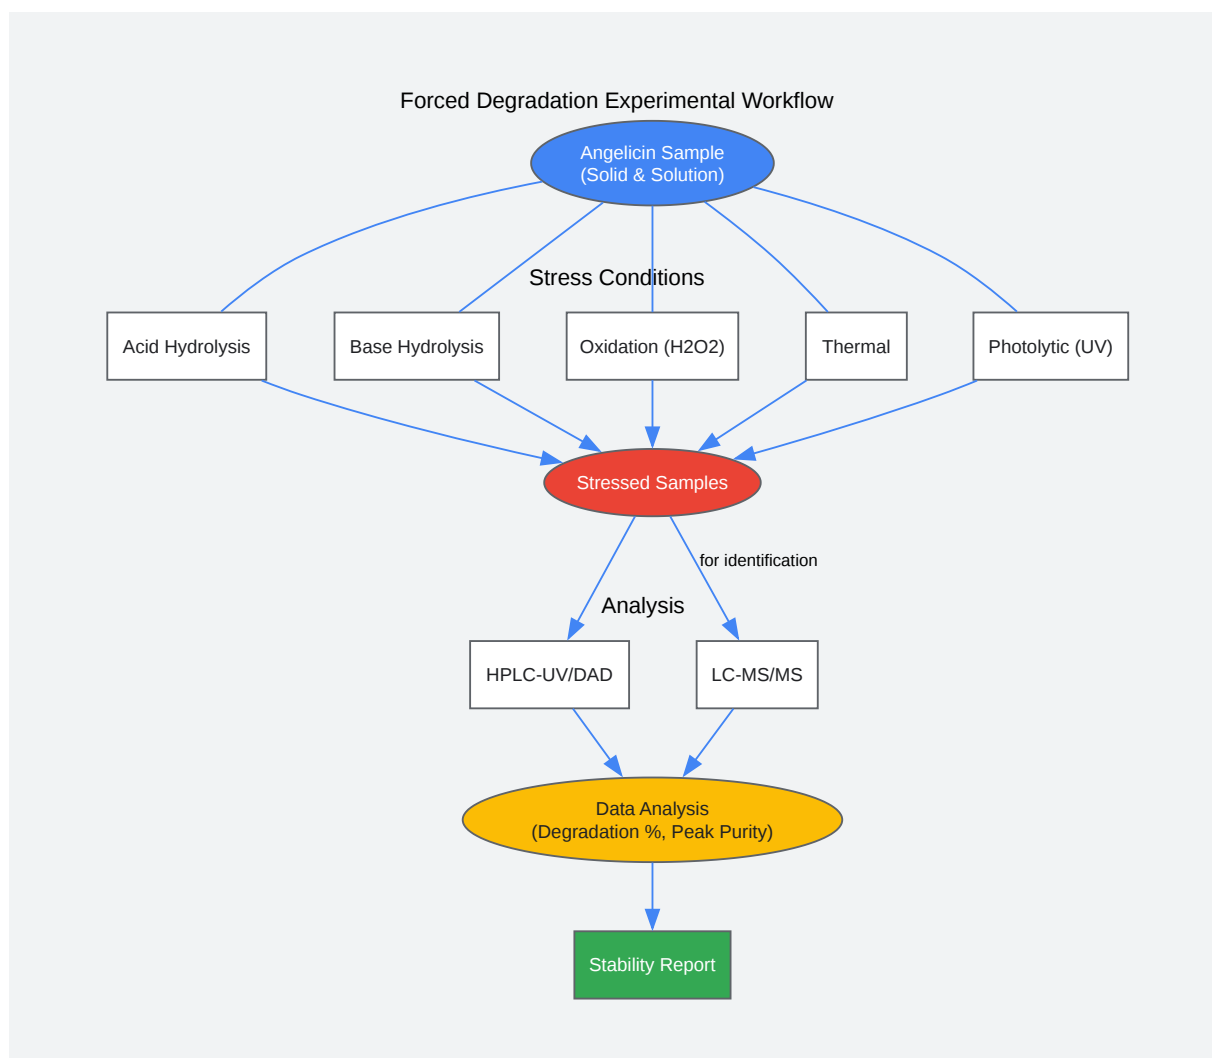 Forced Degradation Experimental Workflow
Angelicin Sample
(Solid & Solution)
Stress Conditions
Acid Hydrolysis
Base Hydrolysis
Oxidation (H2O2)
Thermal
Photolytic (UV)
Stressed Samples
for identification
Analysis
HPLC-UV/DAD
LC-MS/MS
Data Analysis
(Degradation %, Peak Purity)
Stability Report